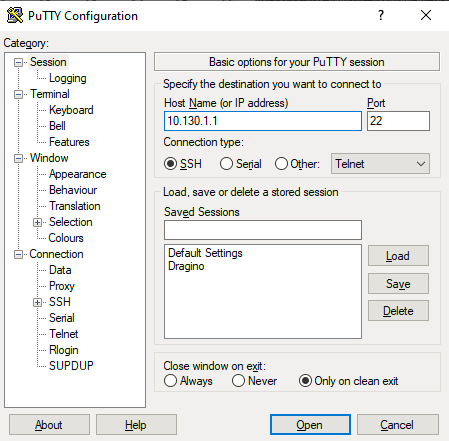 PuTTY Configuration
Category:
Session
Logging
Terminal
Keyboard
Bell
Features
Window
Appearance
Behaviour
Translation
Selection
Colours
Connection
Data
Proxy
SSH
Serial
Telnet
Rlogin
SUPDUP
Basic options for your PuTTY session
Specify the destination you want to connect to
Host Name (or IP address) Port
10.130.1.1 22
Connection type:
SSH Serial Other: Telnet
Load, save or delete a stored session
Saved Sessions
Default Settings
Dragino
Load
Save
Delete
Close window on exit:
Always Never Only on clean exit
About Help Open Cancel